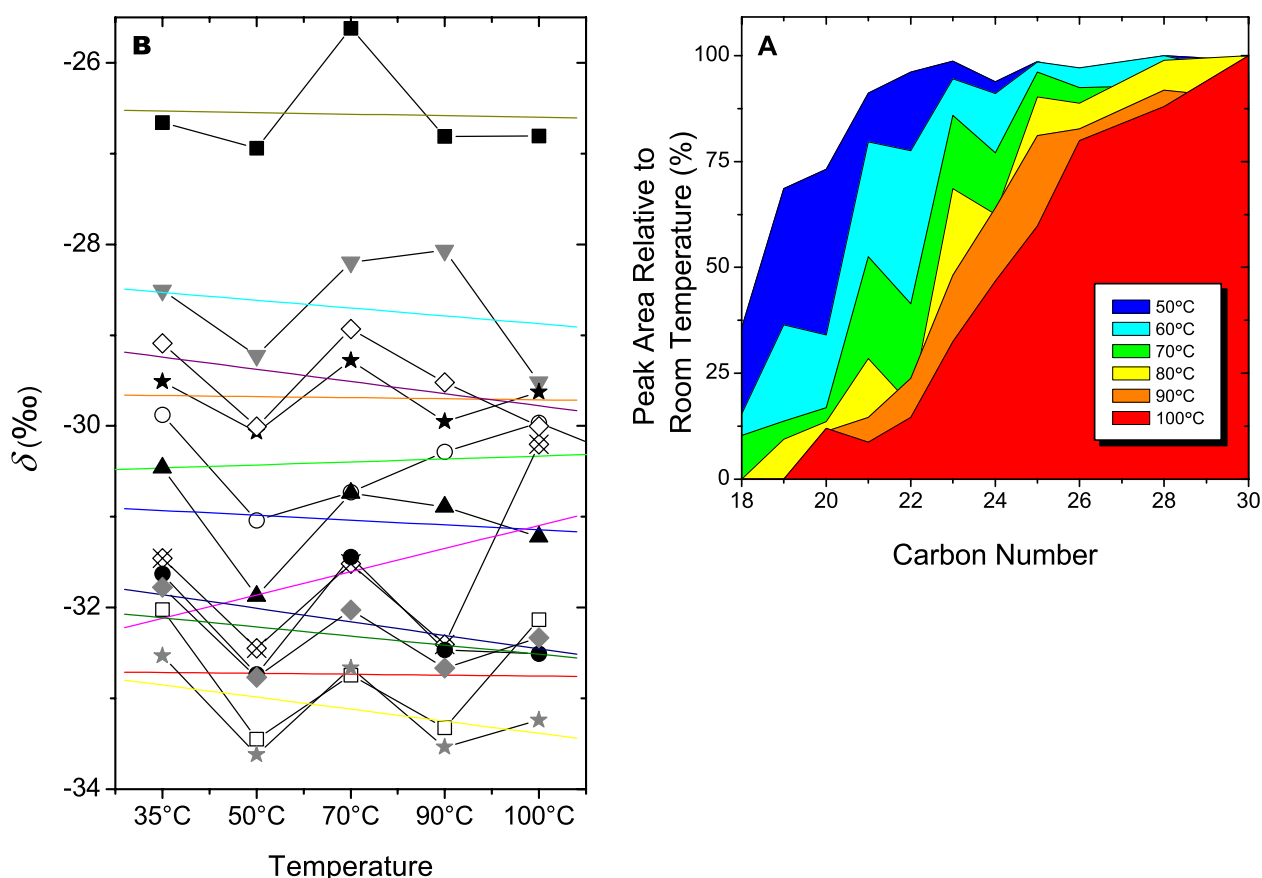 B
-26
-28
-30
-32
-34
δ(‰)
35°C 50°C 70°C 90°C 100°C
Temperature
A
100
75
50
25
0
Peak Area Relative to
Room Temperature (%)
18 20 22 24 26 28 30
Carbon Number
50ºC
60ºC
70ºC
80ºC
90ºC
100ºC